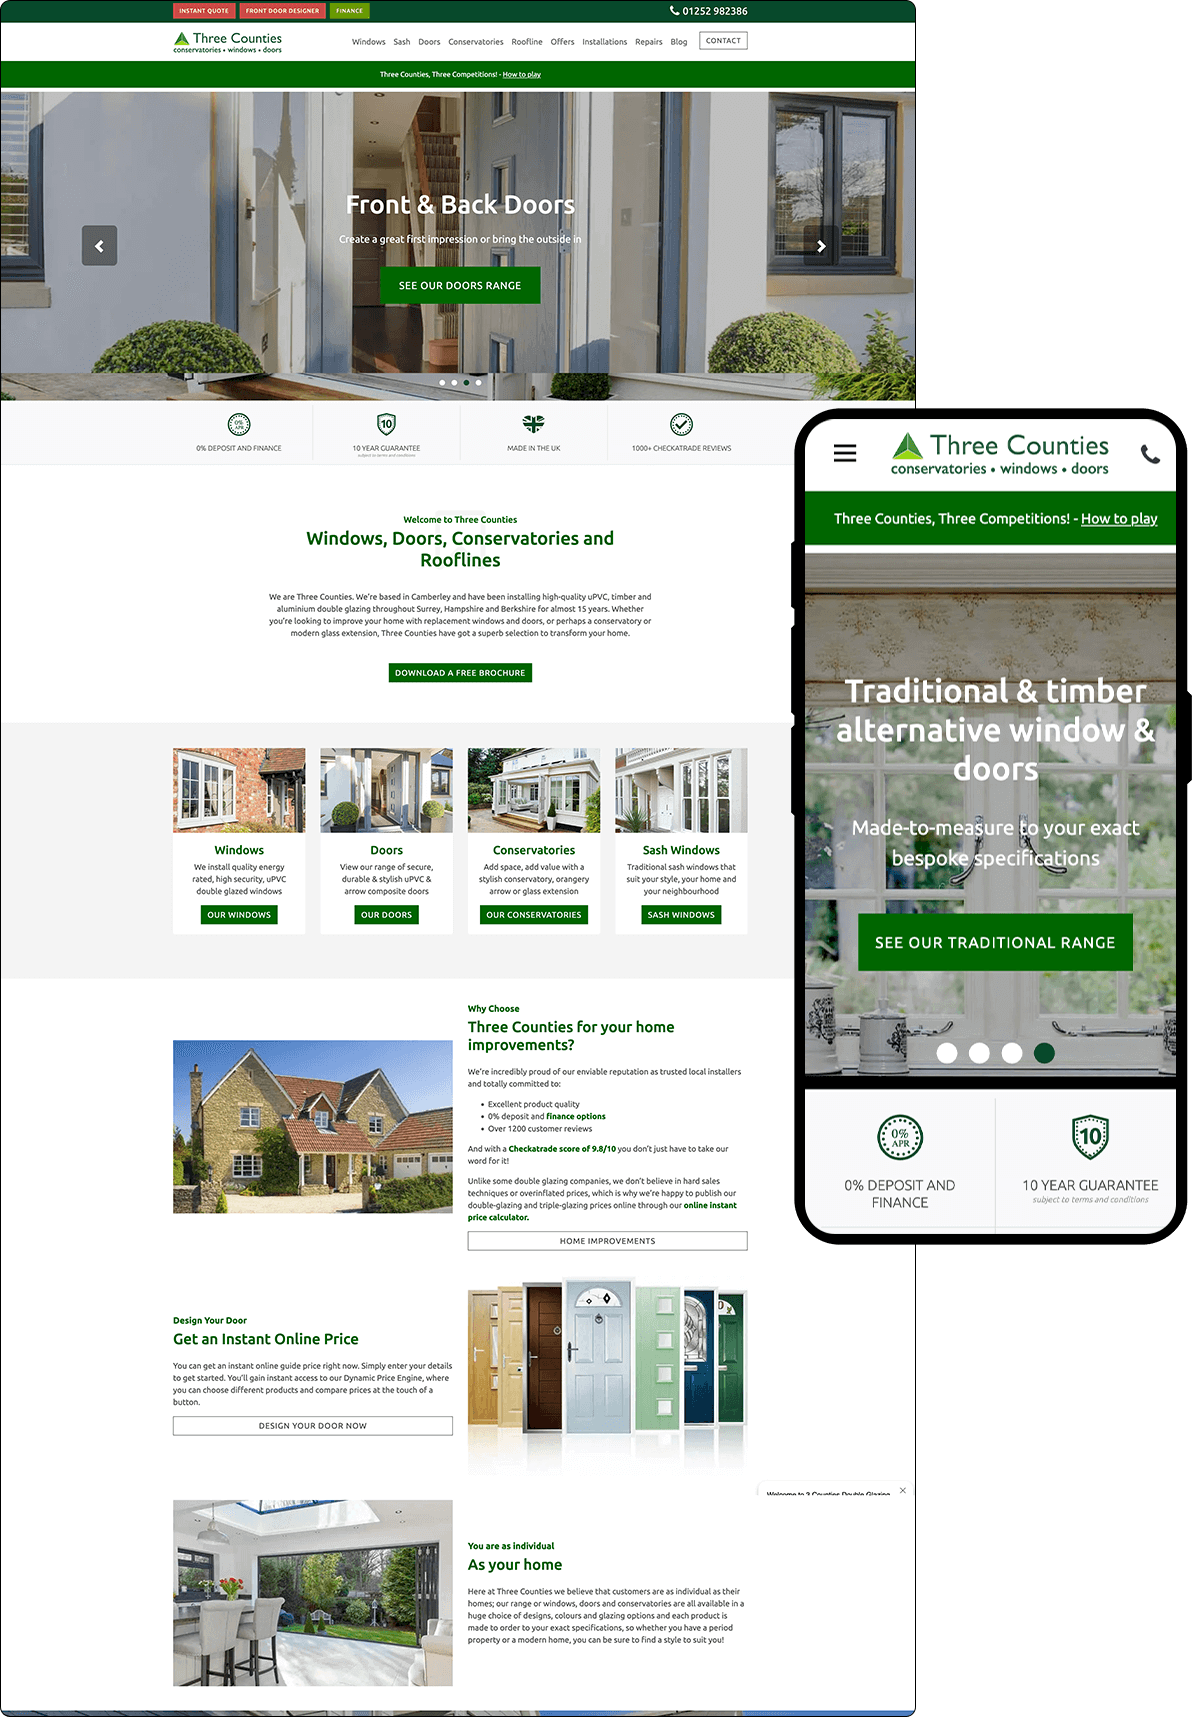 INSTANT QUOTE
FRONT DOOR DESIGNER
FINANCE
01252 982386
Three Counties
conservatories • windows • doors
Windows Sash Doors Conservatories Roofline Offers Installations Repairs Blog CONTACT
Three Counties, Three Competitions! - How to play
Front & Back Doors
Create a great first impression or bring the outside in
SEE OUR DOORS RANGE
0% APR
0% DEPOSIT AND FINANCE
10
10 YEAR GUARANTEE
subject to terms and conditions
MADE IN THE UK
1000+ CHECKATRADE REVIEWS
Welcome to Three Counties
Windows, Doors, Conservatories and
Rooflines
We are Three Counties. We're based in Camberley and have been installing high-quality uPVC, timber and
aluminium double glazing throughout Surrey, Hampshire and Berkshire for almost 15 years. Whether
you're looking to improve your home with replacement windows and doors, or perhaps a conservatory or
modern glass extension, Three Counties have got a superb selection to transform your home.
DOWNLOAD A FREE BROCHURE
Windows
We install quality energy
rated, high security, uPVC
double glazed windows
OUR WINDOWS
Doors
View our range of secure,
durable & stylish uPVC &
arrow composite doors
OUR DOORS
Conservatories
Add space, add value with a
stylish conservatory, orangery
arrow or glass extension
OUR CONSERVATORIES
Sash Windows
Traditional sash windows that
suit your style, your home and
your neighbourhood
SASH WINDOWS
Why Choose
Three Counties for your home
improvements?
We're incredibly proud of our enviable reputation as trusted local installers
and totally committed to:
• Excellent product quality
• 0% deposit and finance options
• Over 1200 customer reviews
And with a Checkatrade score of 9.8/10 you don't just have to take our
word for it!
Unlike some double glazing companies, we don't believe in hard sales
techniques or overinflated prices, which is why we're happy to publish our
double-glazing and triple-glazing prices online through our online instant
price calculator.
HOME IMPROVEMENTS
Design Your Door
Get an Instant Online Price
You can get an instant online guide price right now. Simply enter your details
to get started. You'll gain instant access to our Dynamic Price Engine, where
you can choose different products and compare prices at the touch of a
button.
DESIGN YOUR DOOR NOW
Welcome to 3 Counties Double Glazing
You are as individual
As your home
Here at Three Counties we believe that customers are as individual as their
homes; our range or windows, doors and conservatories are all available in a
huge choice of designs, colours and glazing options and each product is
made to order to your exact specifications, so whether you have a period
property or a modern home, you can be sure to find a style to suit you!
Three Counties
conservatories • windows • doors
Three Counties, Three Competitions! - How to play
Traditional & timber
alternative window &
doors
Made-to-measure to your exact
bespoke specifications
SEE OUR TRADITIONAL RANGE
0%
APR
0% DEPOSIT AND
FINANCE
10
10 YEAR GUARANTEE
subject to terms and conditions